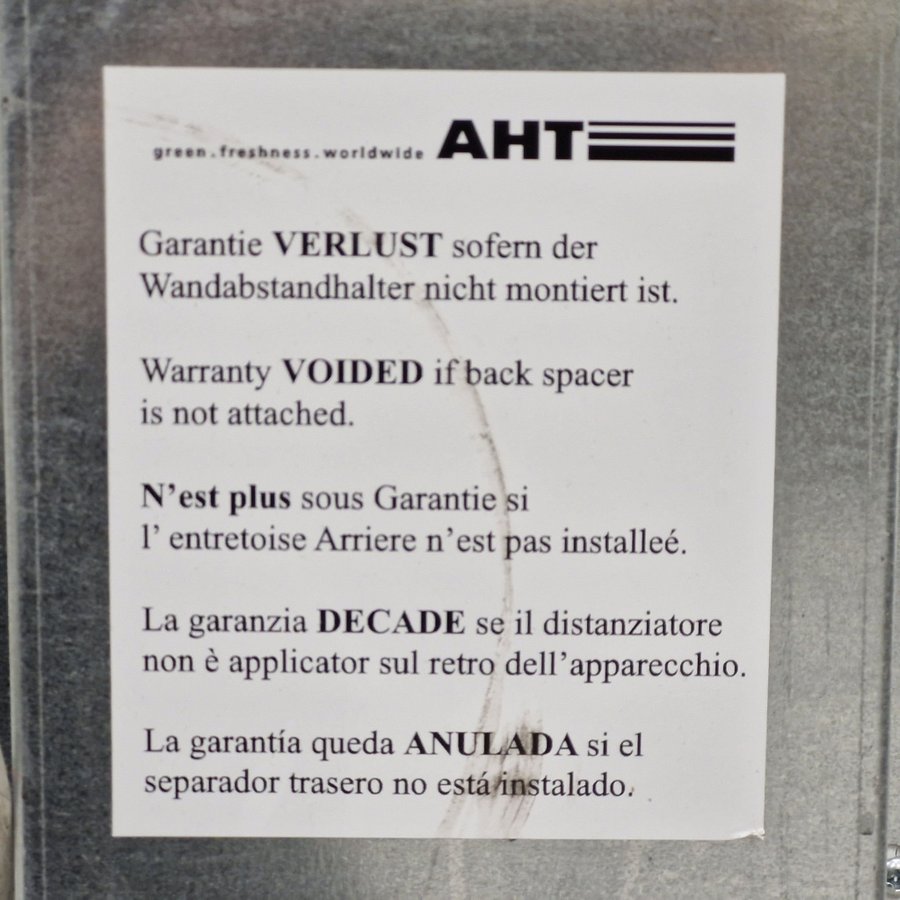 green.freshness.worldwide AHT
Garantie VERLUST sofern der
Wandabstandhalter nicht montiert ist.
Warranty VOIDED if back spacer
is not attached.
N’est plus sous Garantie si
l’ entretoise Arriere n’est pas installeé.
La garanzia DECADE se il distanziatore
non è applicator sul retro dell’apparecchio.
La garantía queda ANULADA si el
separador trasero no está instalado.